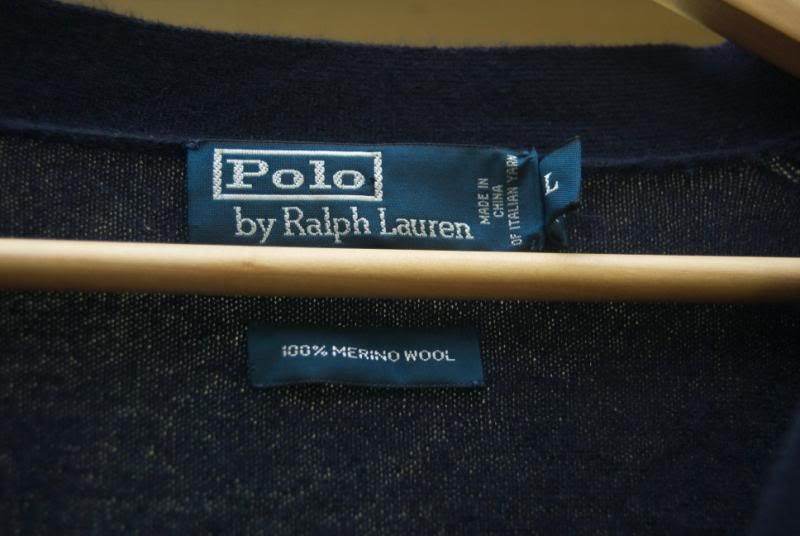 Polo
by Ralph Lauren
MADE IN
CHINA
OF ITALIAN YARN
L
100% MERINO WOOL